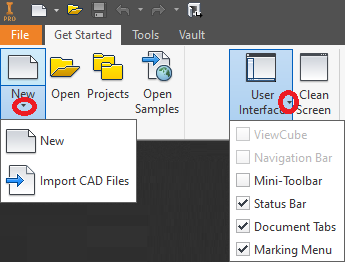 I
PRO
File
Get Started
Tools
Vault
New
Open
Projects
Open
Samples
User
Interface
Clean
Screen
New
Import CAD Files
ViewCube
Navigation Bar
Mini-Toolbar
Status Bar
Document Tabs
Marking Menu